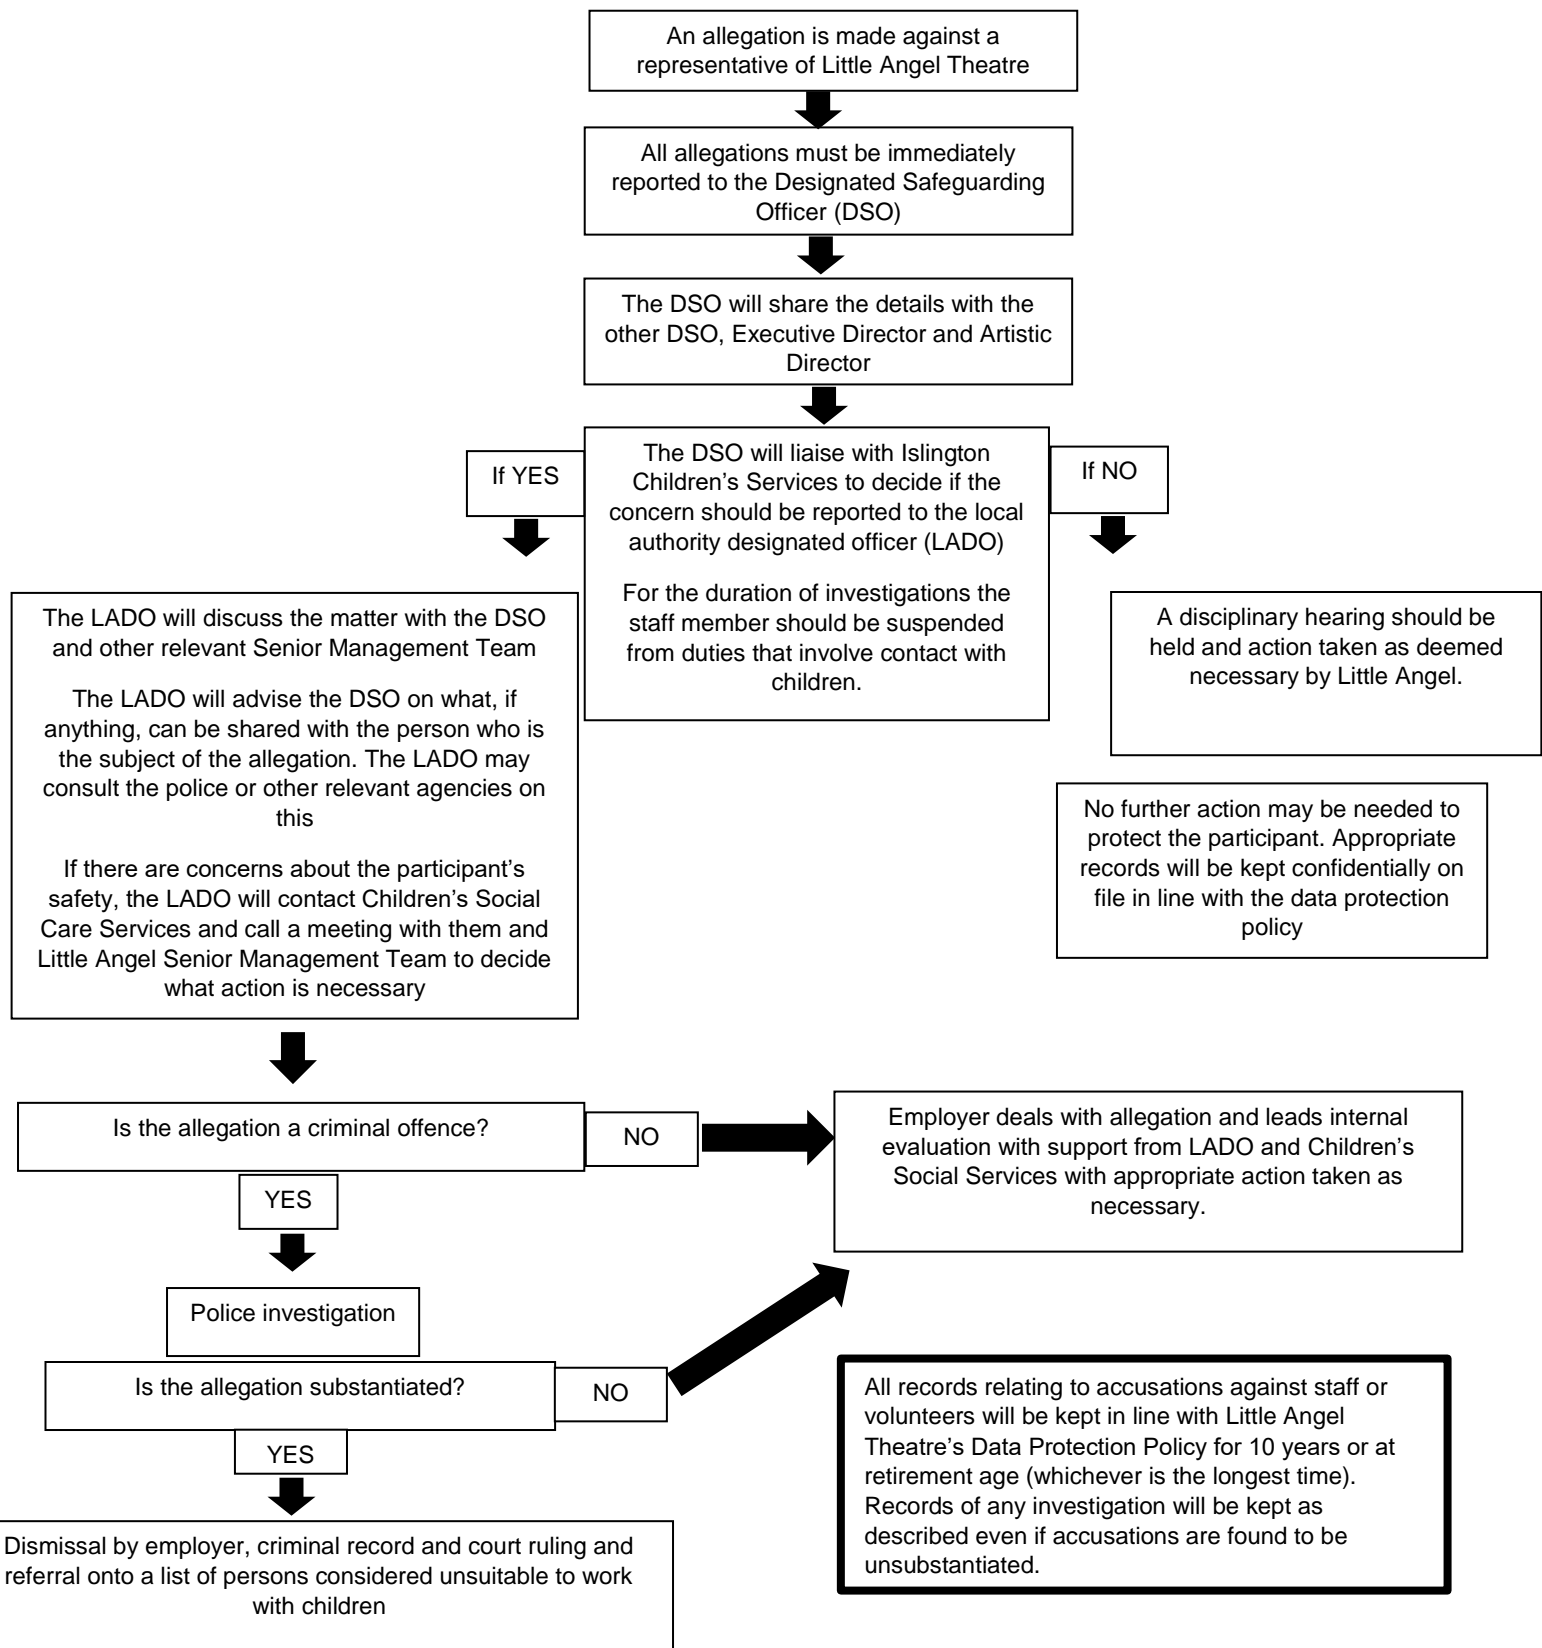 An allegation is made against a
representative of Little Angel Theatre
All allegations must be immediately
reported to the Designated Safeguarding
Officer (DSO)
The DSO will share the details with the
other DSO, Executive Director and Artistic
Director
If YES
The DSO will liaise with Islington
Children’s Services to decide if the
concern should be reported to the local
authority designated officer (LADO)
For the duration of investigations the
staff member should be suspended
from duties that involve contact with
children.
If NO
The LADO will discuss the matter with the DSO
and other relevant Senior Management Team
The LADO will advise the DSO on what, if
anything, can be shared with the person who is
the subject of the allegation. The LADO may
consult the police or other relevant agencies on
this
If there are concerns about the participant’s
safety, the LADO will contact Children’s Social
Care Services and call a meeting with them and
Little Angel Senior Management Team to decide
what action is necessary
A disciplinary hearing should be
held and action taken as deemed
necessary by Little Angel.
No further action may be needed to
protect the participant. Appropriate
records will be kept confidentially on
file in line with the data protection
policy
Is the allegation a criminal offence?
NO
YES
Employer deals with allegation and leads internal
evaluation with support from LADO and Children’s
Social Services with appropriate action taken as
necessary.
Police investigation
Is the allegation substantiated?
NO
YES
Dismissal by employer, criminal record and court ruling and
referral onto a list of persons considered unsuitable to work
with children
All records relating to accusations against staff or
volunteers will be kept in line with Little Angel
Theatre’s Data Protection Policy for 10 years or at
retirement age (whichever is the longest time).
Records of any investigation will be kept as
described even if accusations are found to be
unsubstantiated.